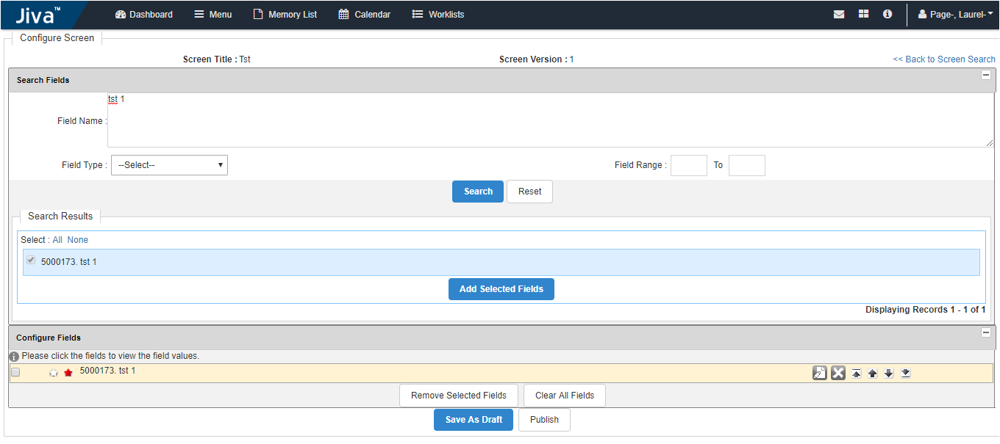 Jiva™ Dashboard Menu Memory List Calendar Worklists Page-, Laurel-
Configure Screen
Screen Title : Tst Screen Version : 1 << Back to Screen Search
Search Fields
tst 1
Field Name :
Field Type : --Select-- Field Range : To
Search Reset
Search Results
Select : All None
5000173. tst 1
Add Selected Fields
Displaying Records 1 - 1 of 1
Configure Fields
Please click the fields to view the field values.
5000173. tst 1
Remove Selected Fields Clear All Fields
Save As Draft Publish